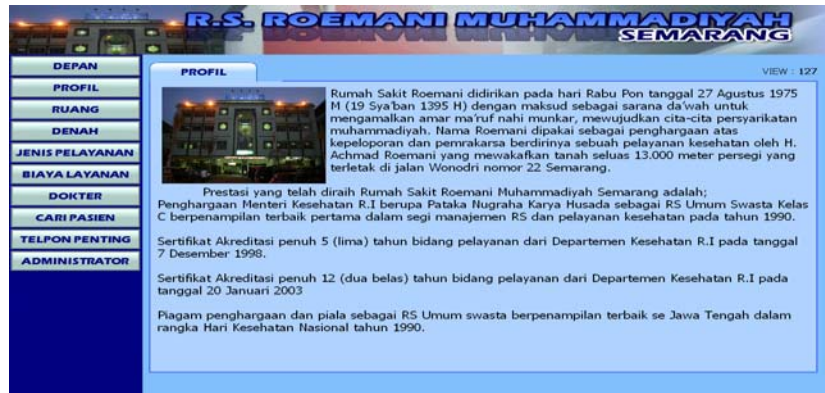 R.S. ROEMANI MUHAMMADIYAH
SEMARANG
DEPAN
PROFIL
RUANG
DENAH
JENIS PELAYANAN
BIAYA LAYANAN
DOKTER
CARI PASIEN
TELPON PENTING
ADMINISTRATOR
PROFIL
VIEW : 127
Rumah Sakit Roemani didirikan pada hari Rabu Pon tanggal 27 Agustus 1975
M (19 Sya'ban 1395 H) dengan maksud sebagai sarana da'wah untuk
mengamalkan amar ma'ruf nahi munkar, mewujudkan cita-cita persyarikatan
muhammadiyah. Nama Roemani dipakai sebagai penghargaan atas
kepeloporan dan pemrakarsa berdirinya sebuah pelayanan kesehatan oleh H.
Achmad Roemani yang mewakafkan tanah seluas 13.000 meter persegi yang
terletak di jalan Wonodri nomor 22 Semarang.
Prestasi yang telah diraih Rumah Sakit Roemani Muhammadiyah Semarang adalah;
Penghargaan Menteri Kesehatan R.I berupa Pataka Nugraha Karya Husada sebagai RS Umum Swasta Kelas
C berpenampilan terbaik pertama dalam segi manajemen RS dan pelayanan kesehatan pada tahun 1990.
Sertifikat Akreditasi penuh 5 (lima) tahun bidang pelayanan dari Departemen Kesehatan R.I pada tanggal
7 Desember 1998.
Sertifikat Akreditasi penuh 12 (dua belas) tahun bidang pelayanan dari Departemen Kesehatan R.I pada
tanggal 20 Januari 2003
Piagam penghargaan dan piala sebagai RS Umum swasta berpenampilan terbaik se Jawa Tengah dalam
rangka Hari Kesehatan Nasional tahun 1990.